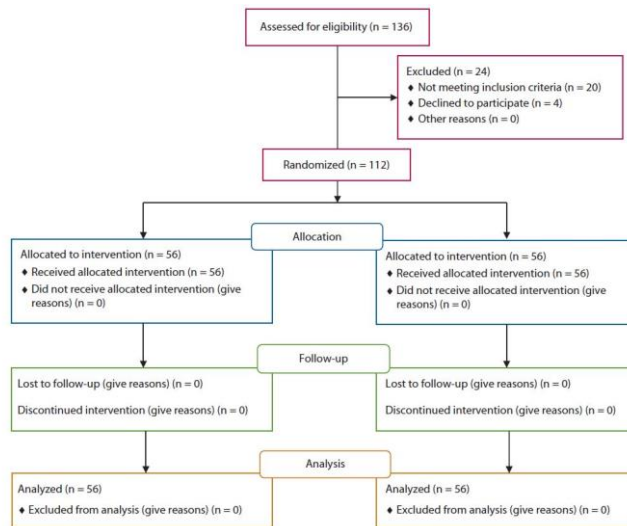 Assessed for eligibility (n = 136)
Excluded (n = 24)
♦ Not meeting inclusion criteria (n = 20)
♦ Declined to participate (n = 4)
♦ Other reasons (n = 0)
Randomized (n = 112)
Allocation
Allocated to intervention (n = 56)
♦ Received allocated intervention (n = 56)
♦ Did not receive allocated intervention (give
reasons) (n = 0)
Allocated to intervention (n = 56)
♦ Received allocated intervention (n = 56)
♦ Did not receive allocated intervention (give
reasons) (n = 0)
Follow-up
Lost to follow-up (give reasons) (n = 0)
Discontinued intervention (give reasons) (n = 0)
Lost to follow-up (give reasons) (n = 0)
Discontinued intervention (give reasons) (n = 0)
Analysis
Analyzed (n = 56)
♦ Excluded from analysis (give reasons) (n = 0)
Analyzed (n = 56)
♦ Excluded from analysis (give reasons) (n = 0)